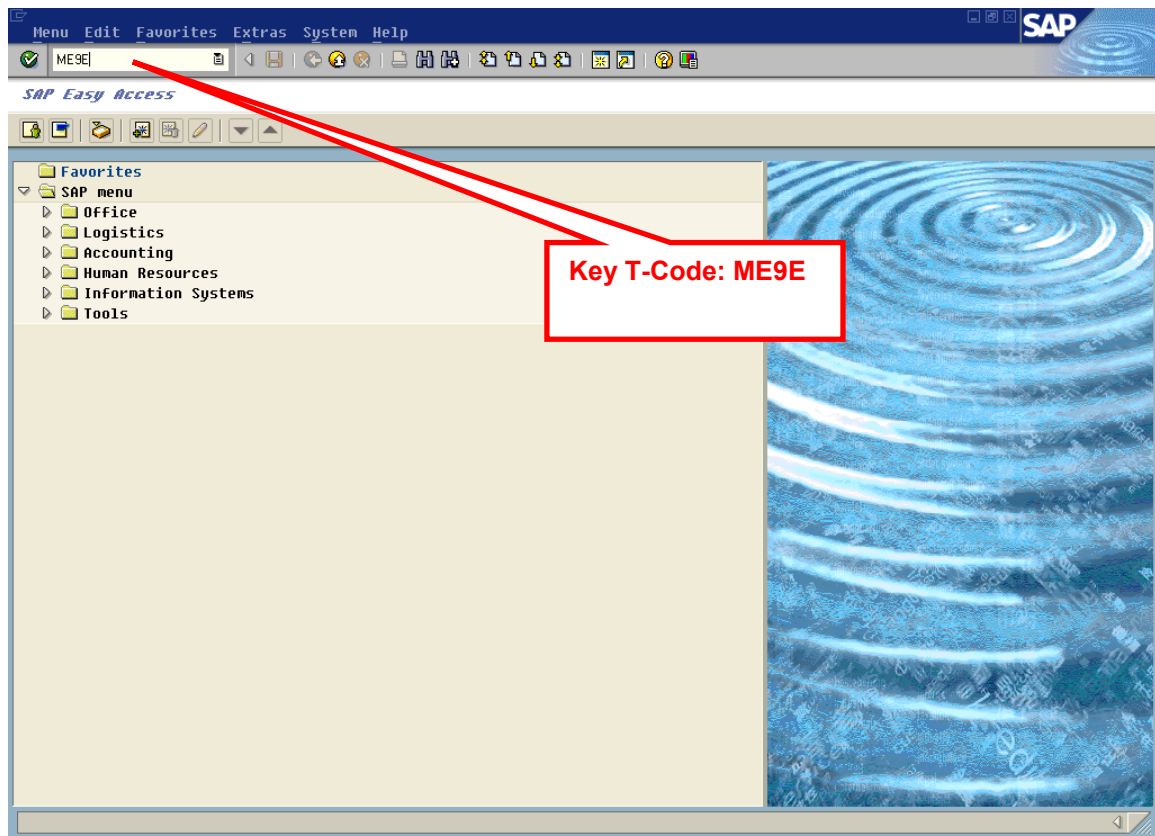 Menu Edit Favorites Extras System Help
SAP
ME9E
SAP Easy Access
Favorites
SAP menu
Office
Logistics
Accounting
Human Resources
Information Systems
Tools
Key T-Code: ME9E